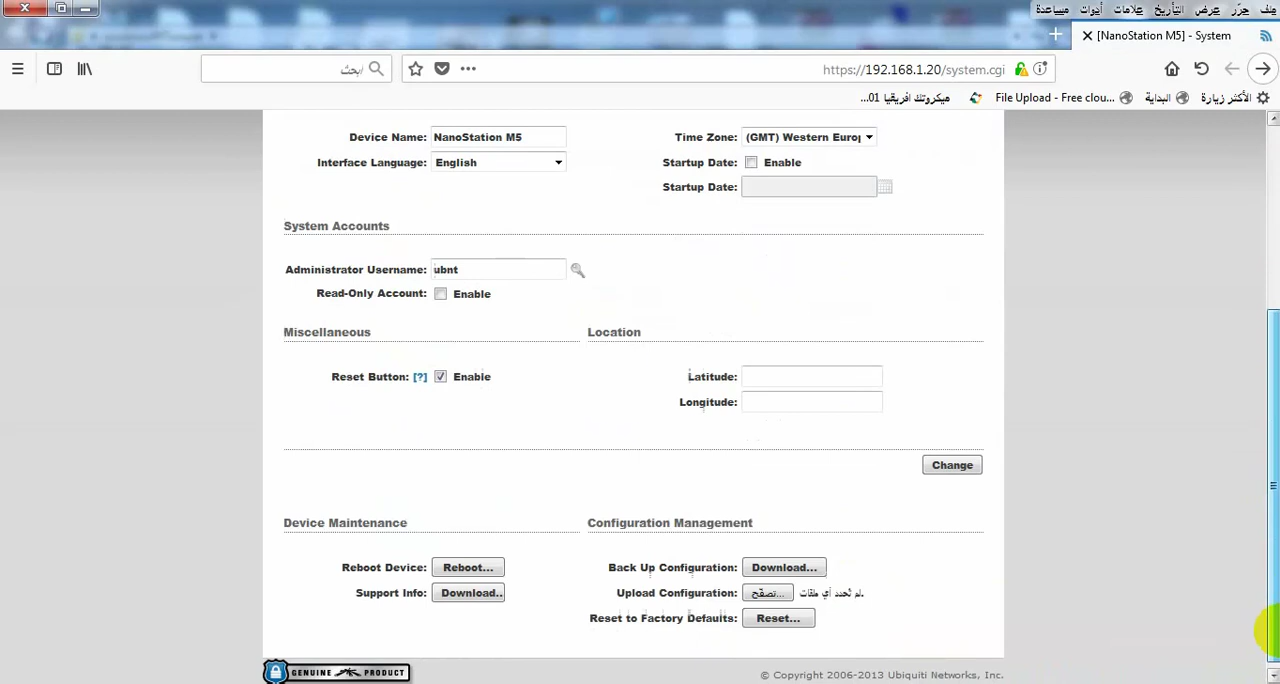 ملف حرّر عرض التأريخ علامات أدوات مساعدة
[NanoStation M5] - System
ابحث
https://192.168.1.20/system.cgi
الأكثر زيارة البداية File Upload - Free clou... ميكروتك افريقيا 01...
Device Name: NanoStation M5 Time Zone: (GMT) Western Europ
Interface Language: English Startup Date: Enable
Startup Date:
System Accounts
Administrator Username: ubnt
Read-Only Account: Enable
Miscellaneous Location
Reset Button: [?] Enable Latitude:
Longitude:
Change
Device Maintenance Configuration Management
Reboot Device: Reboot... Back Up Configuration: Download...
Support Info: Download.. Upload Configuration: تصفّح... لم تُحدد أي ملفات.
Reset to Factory Defaults: Reset...
GENUINE PRODUCT © Copyright 2006-2013 Ubiquiti Networks, Inc.